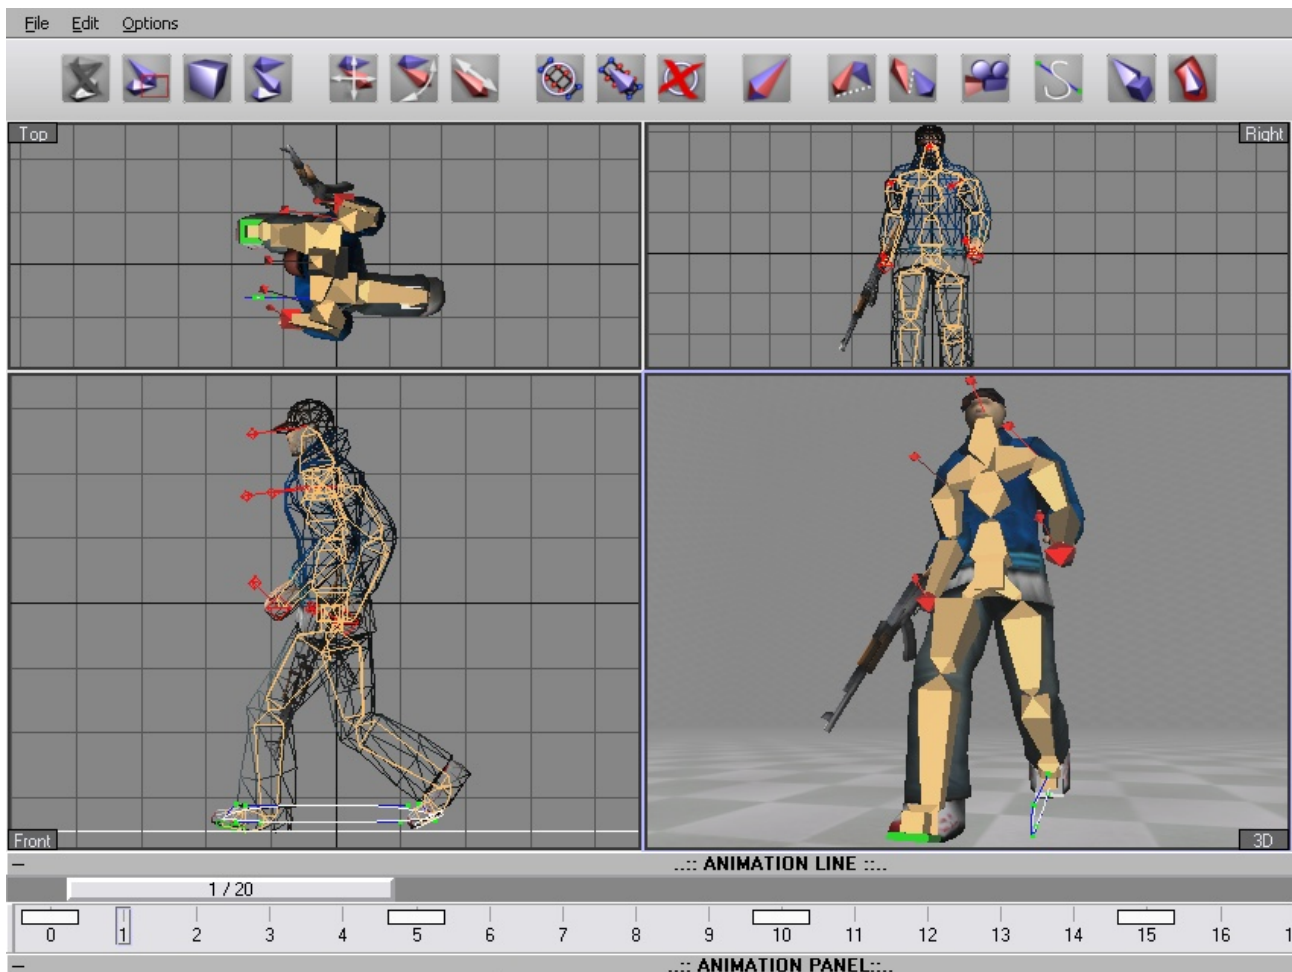 File Edit Options
Top
Right
Front
3D
..:: ANIMATION LINE ::..
1 / 20
0 1 2 3 4 5 6 7 8 9 10 11 12 13 14 15 16 1
..:: ANIMATION PANEL::..